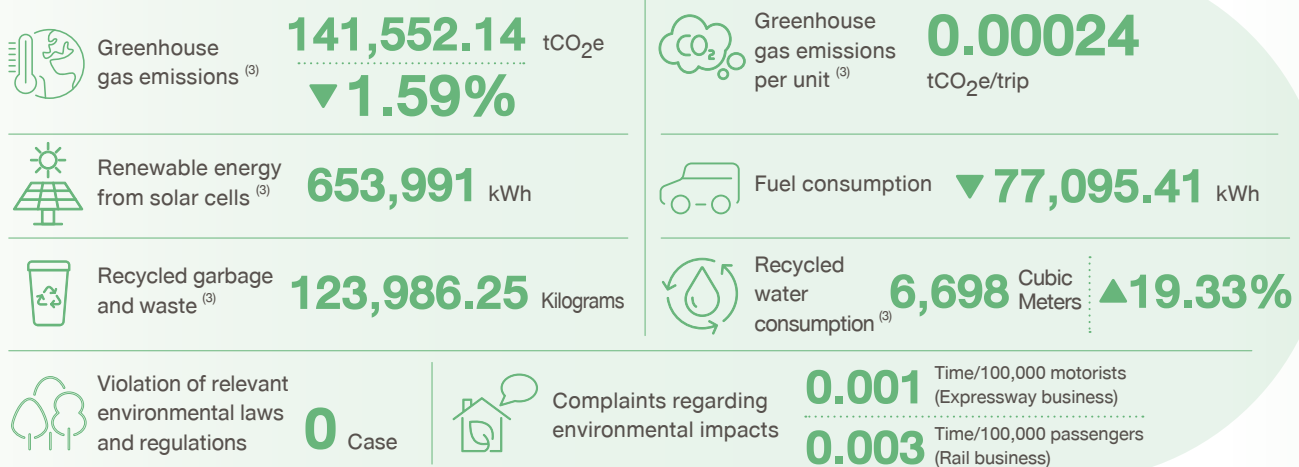 Greenhouse
gas emissions (3)
141,552.14 tCO2e
▼1.59%
CO2
Greenhouse
gas emissions
per unit (3)
0.00024
tCO2e/trip
Renewable energy
from solar cells (3)
653,991 kWh
Fuel consumption ▼ 77,095.41 kWh
Recycled garbage
and waste (3)
123,986.25 Kilograms
Recycled
water
consumption (3)
6,698 Cubic
Meters
▲19.33%
Violation of relevant
environmental laws
and regulations
0 Case
Complaints regarding
environmental impacts
0.001 Time/100,000 motorists
(Expressway business)
0.003 Time/100,000 passengers
(Rail business)